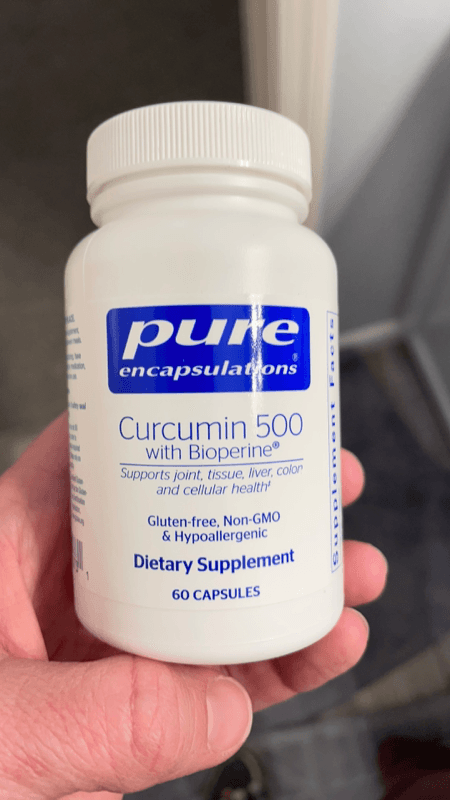 pure
encapsulations®
Curcumin 500
with Bioperine®
Supports joint, tissue, liver, colon
and cellular health‡
Gluten-free, Non-GMO
& Hypoallergenic
Dietary Supplement
60 CAPSULES
Supplement Facts